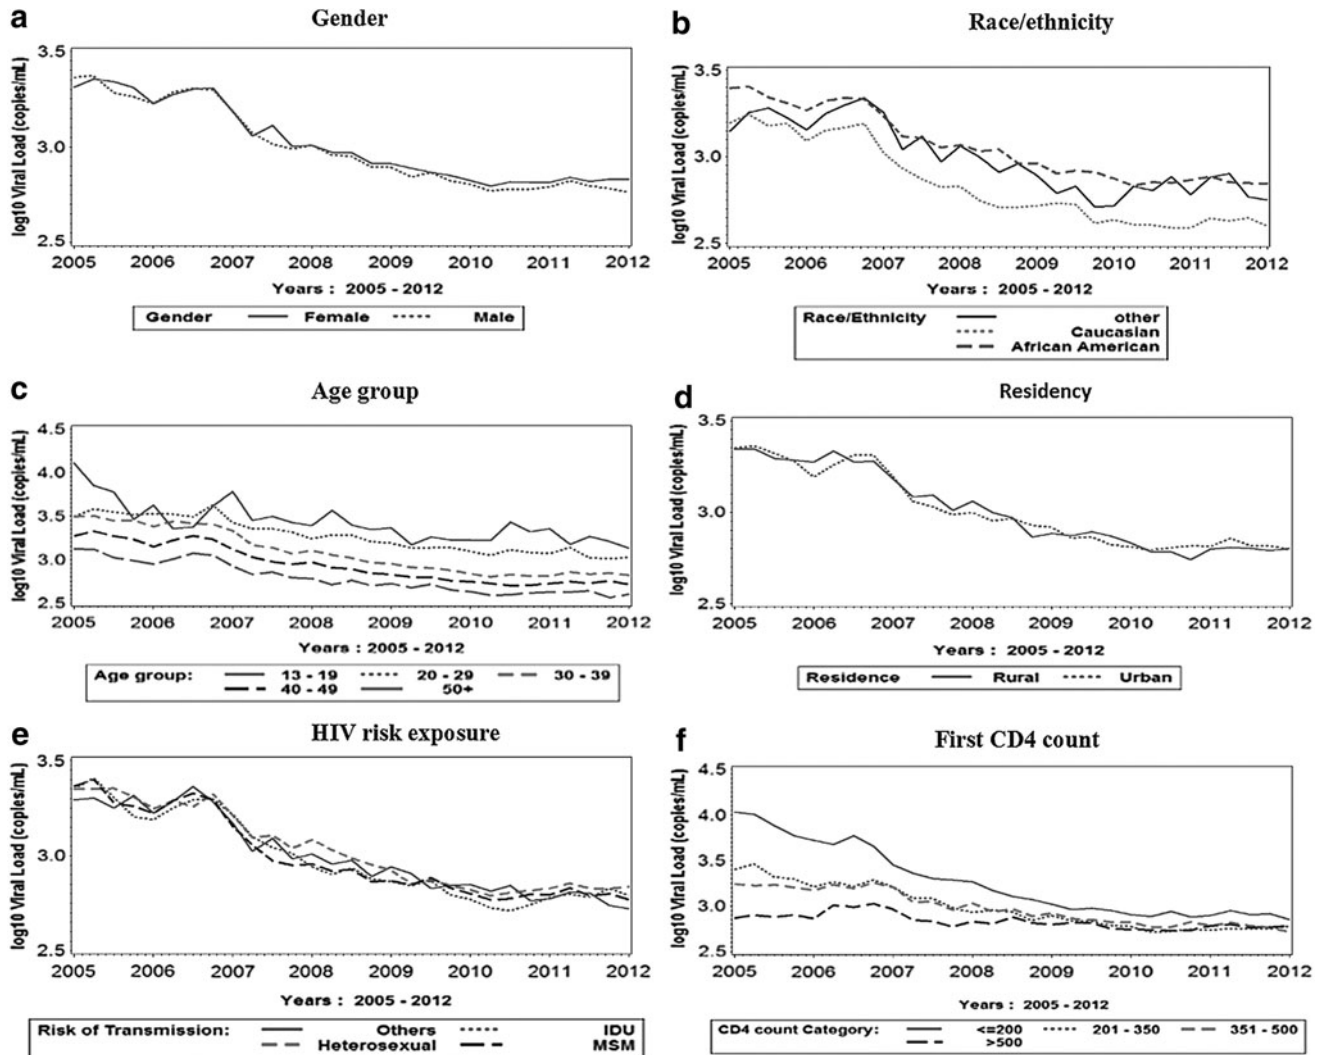 a
Gender
log10 Viral Load (copies/mL)
3.5
3.0
2.5
2005 2006 2007 2008 2009 2010 2011 2012
Years : 2005 - 2012
Gender Female Male
b
Race/ethnicity
log10 Viral Load (copies/mL)
3.5
3.0
2.5
2005 2006 2007 2008 2009 2010 2011 2012
Years : 2005 - 2012
Race/Ethnicity other
Caucasian
African American
c
Age group
log10 Viral Load (copies/mL)
4.5
4.0
3.5
3.0
2.5
2005 2006 2007 2008 2009 2010 2011 2012
Years : 2005 - 2012
Age group: 13 - 19 20 - 29 30 - 39
40 - 49 50+
d
Residency
log10 Viral Load (copies/mL)
3.5
3.0
2.5
2005 2006 2007 2008 2009 2010 2011 2012
Years : 2005 - 2012
Residence Rural Urban
e
HIV risk exposure
log10 Viral Load (copies/mL)
3.5
3.0
2.5
2005 2006 2007 2008 2009 2010 2011 2012
Years : 2005 - 2012
Risk of Transmission: Others IDU
Heterosexual MSM
f
First CD4 count
log10 Viral Load (copies/mL)
4.5
4.0
3.5
3.0
2.5
2005 2006 2007 2008 2009 2010 2011 2012
Years : 2005 - 2012
CD4 count Category: <=200 201 - 350 351 - 500
>500